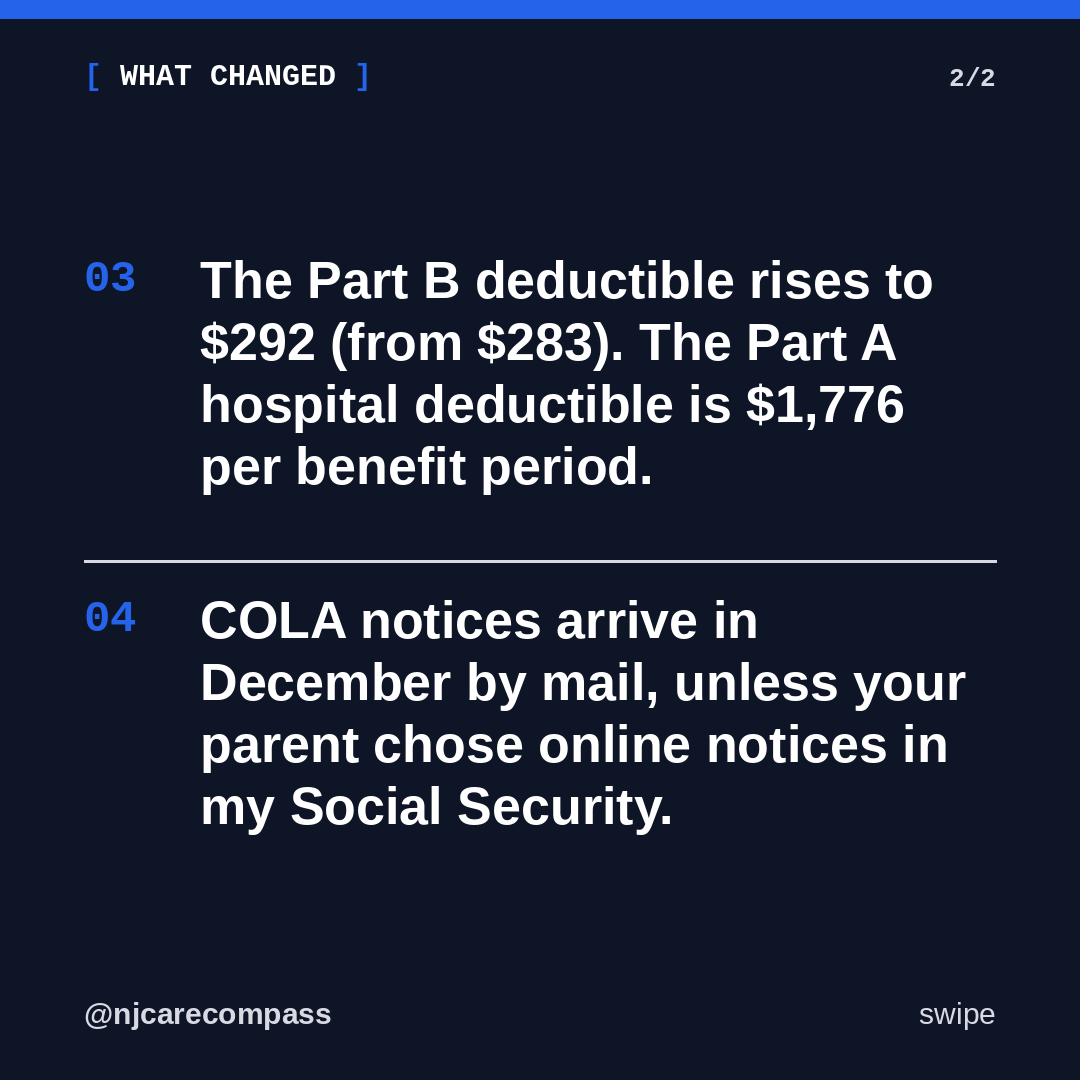 [ WHAT CHANGED ]
2/2
03
The Part B deductible rises to
$292 (from $283). The Part A
hospital deductible is $1,776
per benefit period.
04
COLA notices arrive in
December by mail, unless your
parent chose online notices in
my Social Security.
@njcarecompass
swipe